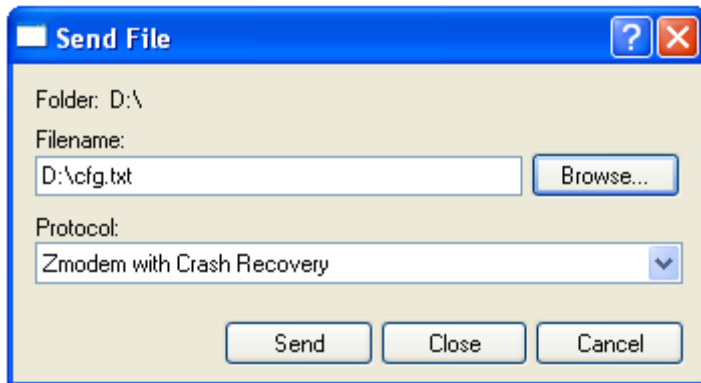 Send File
Folder: D:\
Filename:
D:\cfg.txt
Browse...
Protocol:
Zmodem with Crash Recovery
Send Close Cancel